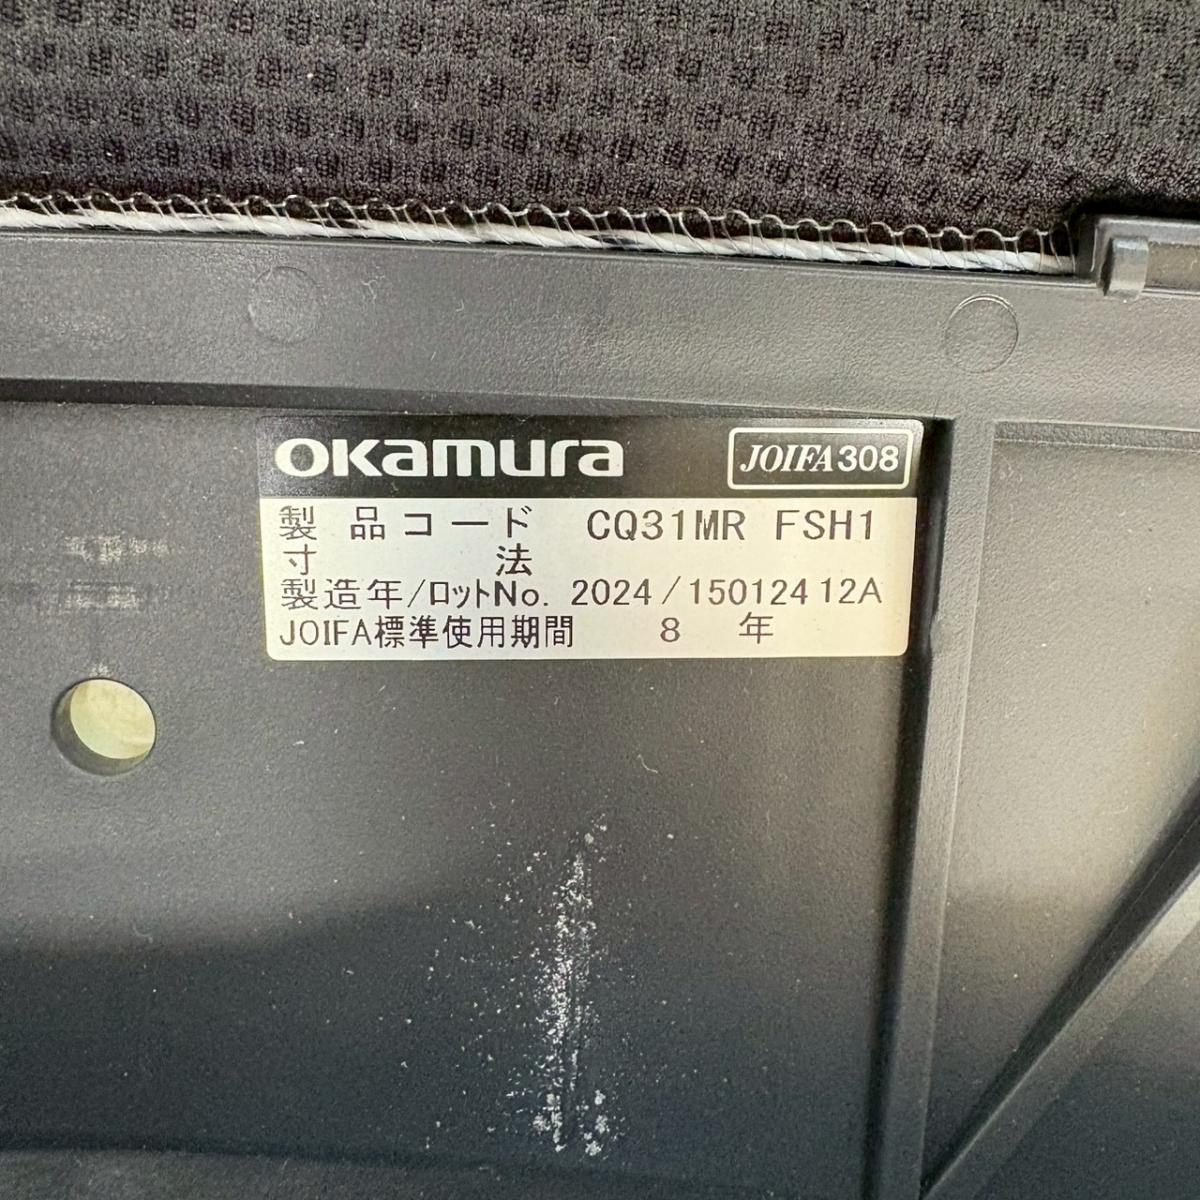 OKamura
JOIFA308
製品コード CQ31MR FSH1
寸法
製造年/ロットNo. 2024/150124 12A
JOIFA標準使用期間 8 年